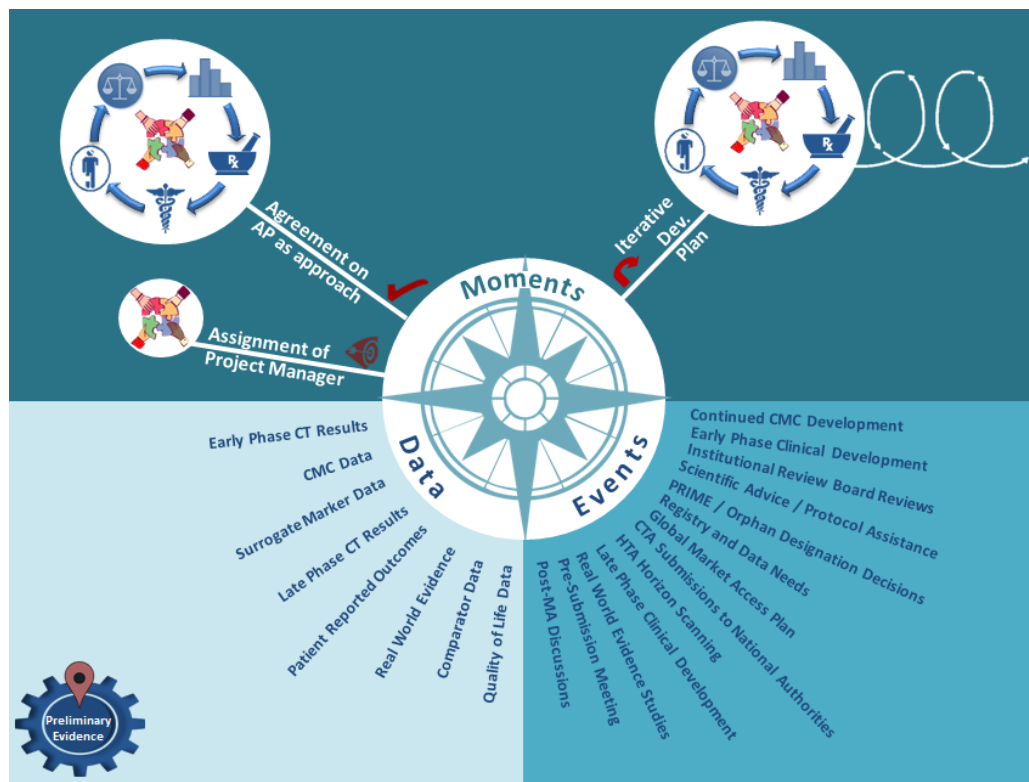 Rx
Rx
Agreement on
AP as approach
Iterative
Dev.
Plan
Assignment of
Project Manager
Moments
Data
Events
Early Phase CT Results
CMC Data
Surrogate Marker Data
Late Phase CT Results
Patient Reported Outcomes
Real World Evidence
Comparator Data
Quality of Life Data
Continued CMC Development
Early Phase Clinical Development
Institutional Review Board Reviews
Scientific Advice / Protocol Assistance
PRIME / Orphan Designation Decisions
Registry and Data Needs
Global Market Access Plan
CTA Submissions to National Authorities
HTA Horizon Scanning
Late Phase Clinical Development
Real World Evidence Studies
Pre-Submission Meeting
Post-MA Discussions
Preliminary
Evidence